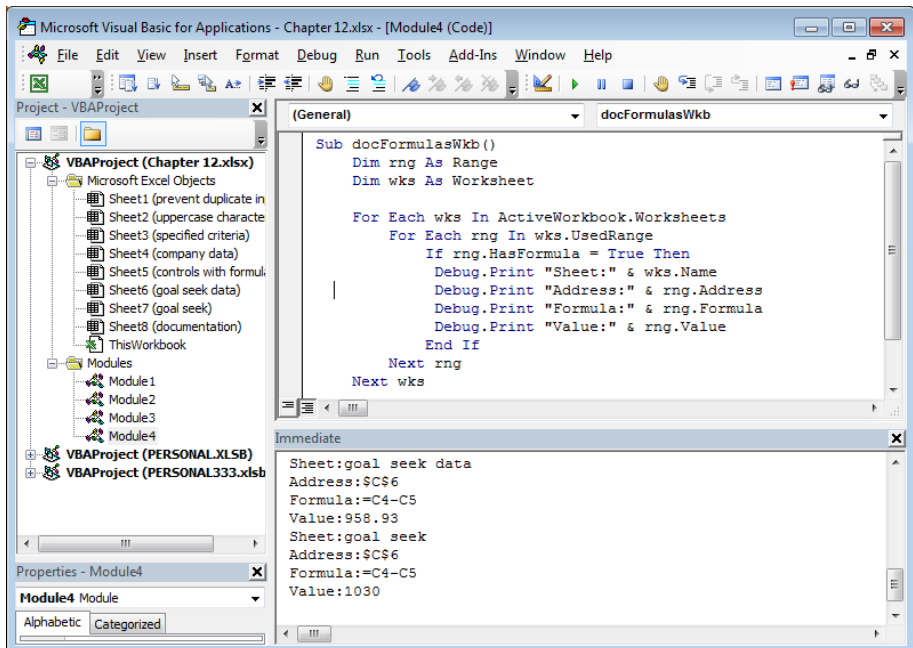 Microsoft Visual Basic for Applications - Chapter 12.xlsx - [Module4 (Code)]
File Edit View Insert Format Debug Run Tools Add-Ins Window Help
Project - VBAProject
VBAProject (Chapter 12.xlsx)
Microsoft Excel Objects
Sheet1 (prevent duplicate in
Sheet2 (uppercase characte
Sheet3 (specified criteria)
Sheet4 (company data)
Sheet5 (controls with formul
Sheet6 (goal seek data)
Sheet7 (goal seek)
Sheet8 (documentation)
ThisWorkbook
Modules
Module1
Module2
Module3
Module4
VBAProject (PERSONAL.XLSB)
VBAProject (PERSONAL333.xlsb
Properties - Module4
Module4 Module
Alphabetic Categorized
(General) docFormulasWkb
Sub docFormulasWkb()
Dim rng As Range
Dim wks As Worksheet
For Each wks In ActiveWorkbook.Worksheets
For Each rng In wks.UsedRange
If rng.HasFormula = True Then
Debug.Print "Sheet:" & wks.Name
Debug.Print "Address:" & rng.Address
Debug.Print "Formula:" & rng.Formula
Debug.Print "Value:" & rng.Value
End If
Next rng
Next wks
Immediate
Sheet:goal seek data
Address:$C$6
Formula:=C4-C5
Value:958.93
Sheet:goal seek
Address:$C$6
Formula:=C4-C5
Value:1030